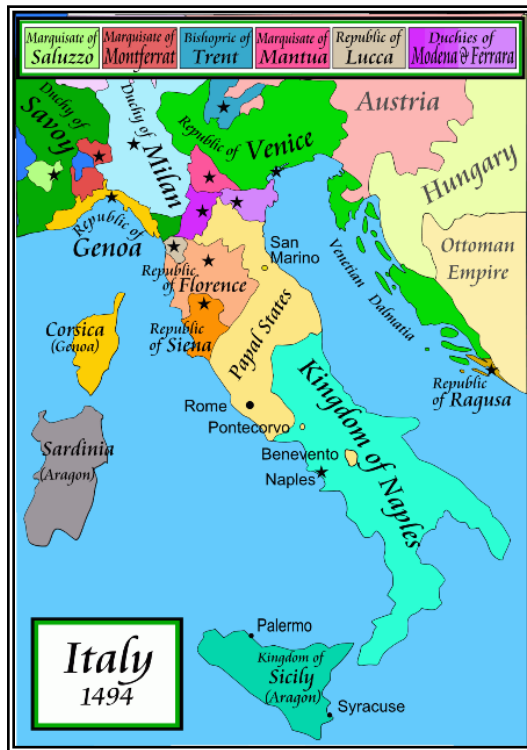 Marquisate of
Saluzzo
Marquisate of
Montferrat
Bishopric of
Trent
Marquisate of
Mantua
Republic of
Lucca
Duchies of
Modena & Ferrara
Duchy of
Savoy
Duchy of
Milan
Republic of
Venice
Austria
Hungary
Ottoman
Empire
Republic of
Genoa
San
Marino
Venetian
Dalmatia
Republic
of Florence
Republic
of Siena
Papal States
Corsica
(Genoa)
Republic
of Ragusa
Rome
Pontecorvo
Kingdom of Naples
Benevento
Naples
Sardinia
(Aragon)
Palermo
Kingdom of
Sicily
(Aragon)
Syracuse
Italy
1494